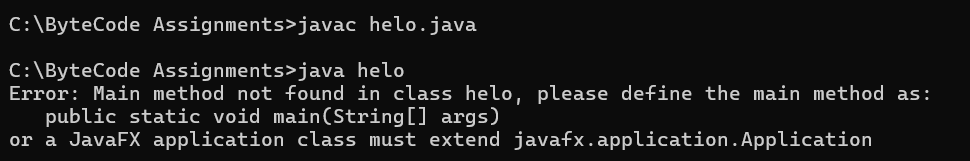 C:\ByteCode Assignments>javac helo.java
C:\ByteCode Assignments>java helo
Error: Main method not found in class helo, please define the main method as:
   public static void main(String[] args)
or a JavaFX application class must extend javafx.application.Application